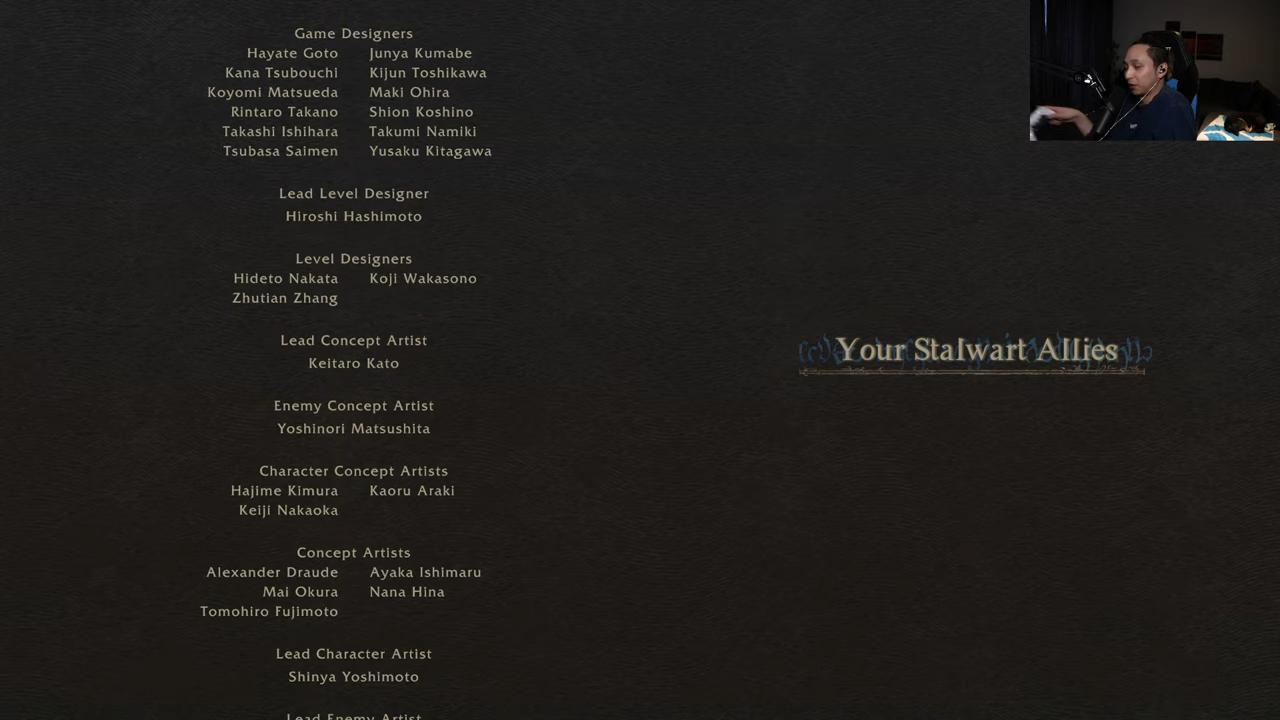 Game Designers
Hayate Goto Junya Kumabe
Kana Tsubouchi Kijun Toshikawa
Koyomi Matsueda Maki Ohira
Rintaro Takano Shion Koshino
Takashi Ishihara Takumi Namiki
Tsubasa Saimen Yusaku Kitagawa
Lead Level Designer
Hiroshi Hashimoto
Level Designers
Hideto Nakata Koji Wakasono
Zhutian Zhang
Lead Concept Artist
Keitaro Kato
Enemy Concept Artist
Yoshinori Matsushita
Character Concept Artists
Hajime Kimura Kaoru Araki
Keiji Nakaoka
Concept Artists
Alexander Draude Ayaka Ishimaru
Mai Okura Nana Hina
Tomohiro Fujimoto
Lead Character Artist
Shinya Yoshimoto
Lead Enemy Artist
Your Stalwart Allies